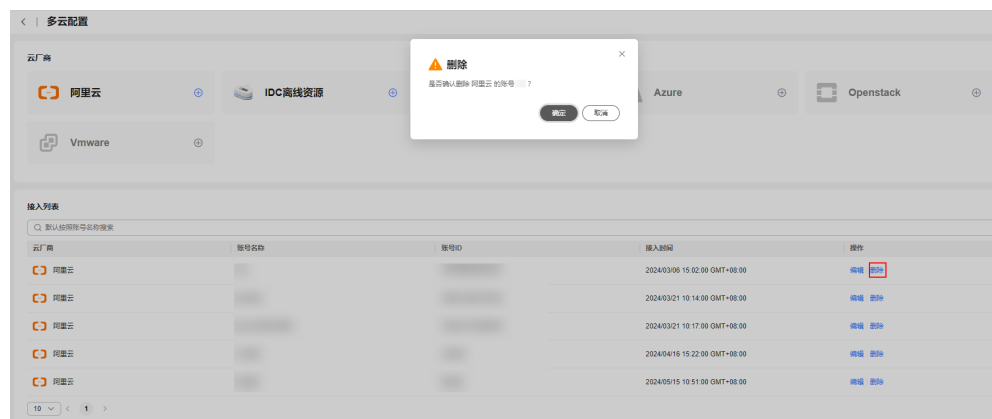 多云配置
云厂商
阿里云
IDC离线资源
Azure
Openstack
Vmware
删除
是否确认删除 阿里云 的账号 ?
确定 取消
接入列表
默认按照账号名称搜索
云厂商 账号名称 账号ID 接入时间 操作
阿里云 2024/03/06 15:02:00 GMT+08:00 编辑 删除
阿里云 2024/03/21 10:14:00 GMT+08:00 编辑 删除
阿里云 2024/03/21 10:17:00 GMT+08:00 编辑 删除
阿里云 2024/04/16 15:22:00 GMT+08:00 编辑 删除
阿里云 2024/05/15 10:51:00 GMT+08:00 编辑 删除
10 1